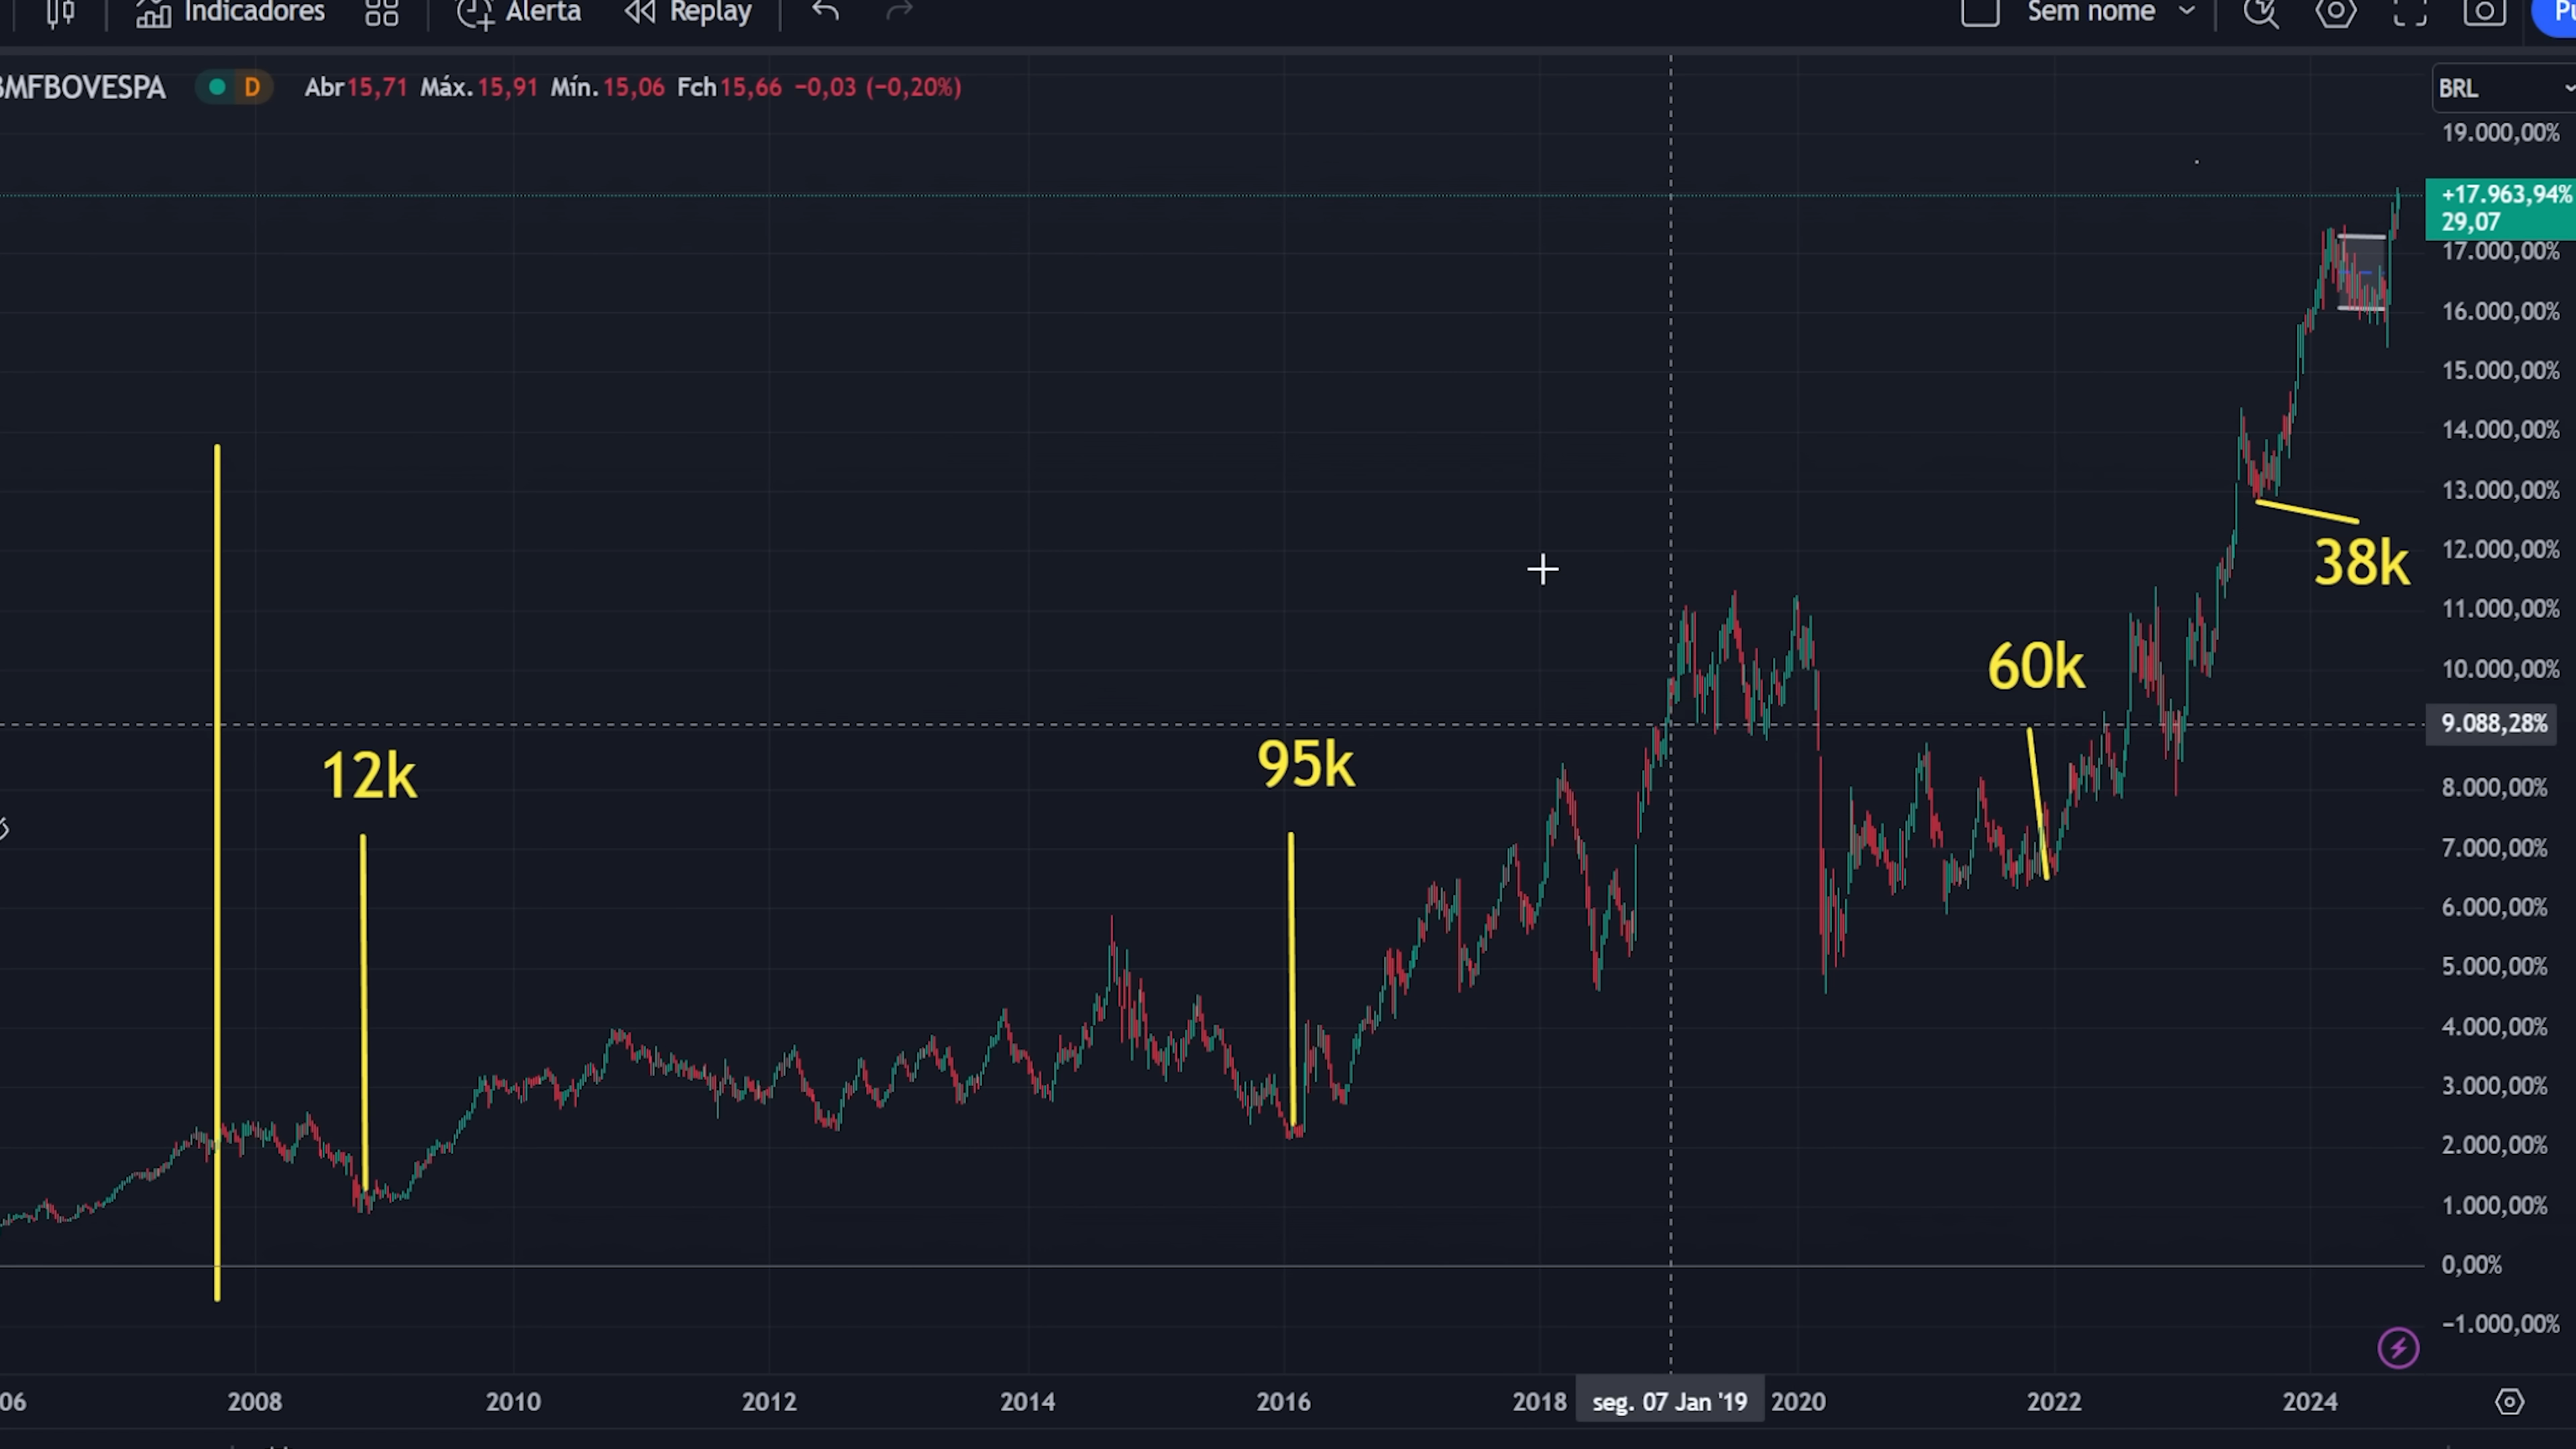 Indicadores Alerta Replay Sem nome
BMFBOVESPA D Abr15,71 Máx.15,91 Mín.15,06 Fch15,66 −0,03 (−0,20%)
BRL
19.000,00%
+17.963,94%
29,07
17.000,00%
16.000,00%
15.000,00%
14.000,00%
13.000,00%
12.000,00%
38k
11.000,00%
10.000,00%
60k
9.088,28%
12k
95k
8.000,00%
7.000,00%
6.000,00%
5.000,00%
4.000,00%
3.000,00%
2.000,00%
1.000,00%
0,00%
−1.000,00%
06 2008 2010 2012 2014 2016 2018 seg. 07 Jan '19 2020 2022 2024